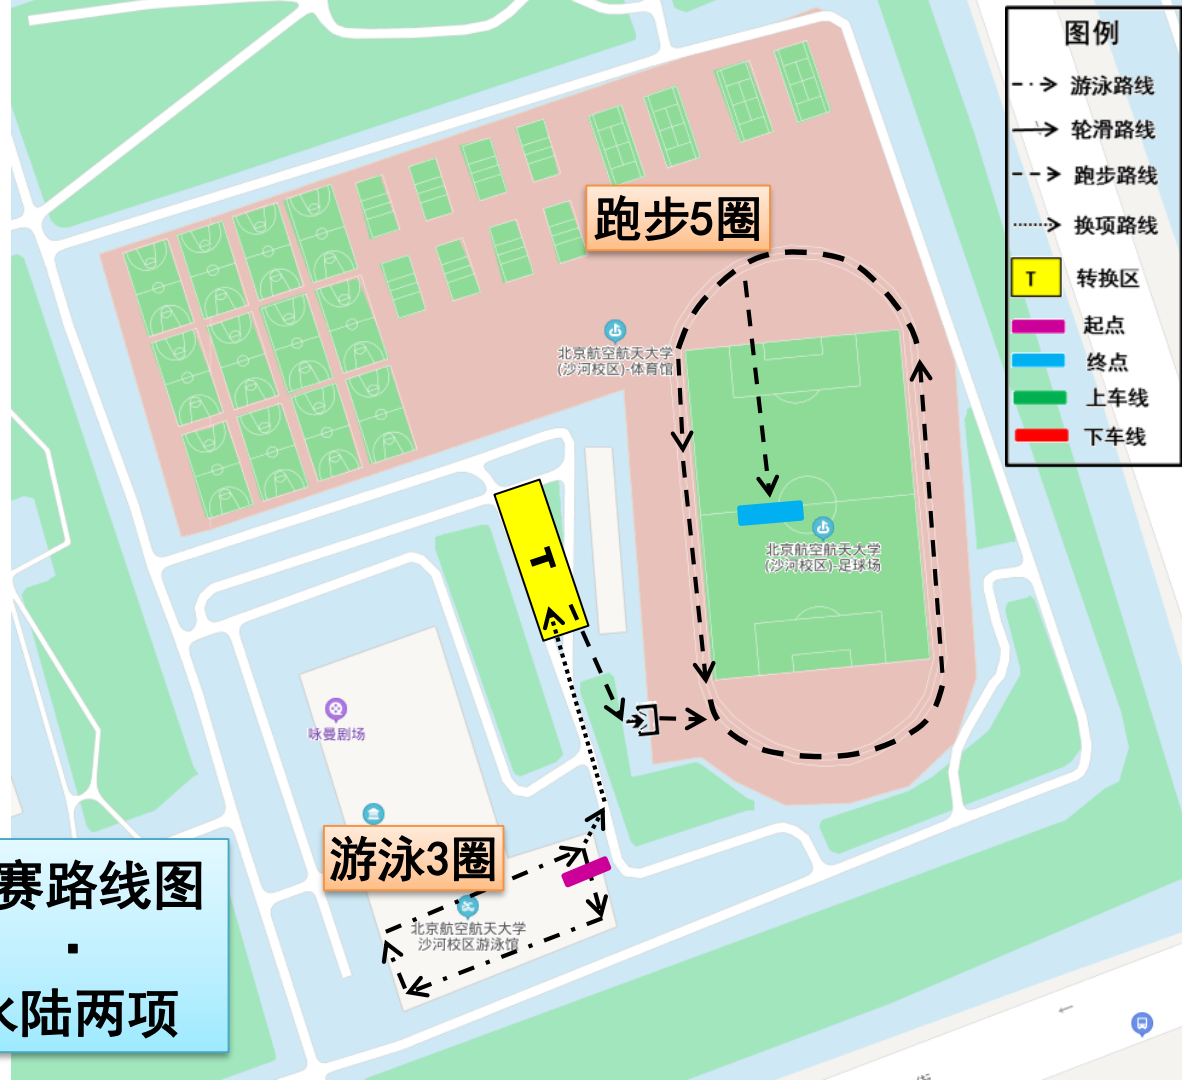 图例
游泳路线
轮滑路线
跑步路线
换项路线
T
转换区
起点
终点
上车线
下车线
跑步5圈
北京航空航天大学
(沙河校区)-体育馆
北京航空航天大学
(沙河校区)-足球场
T
咏曼剧场
游泳3圈
北京航空航天大学
沙河校区游泳馆
赛路线图
·
水陆两项